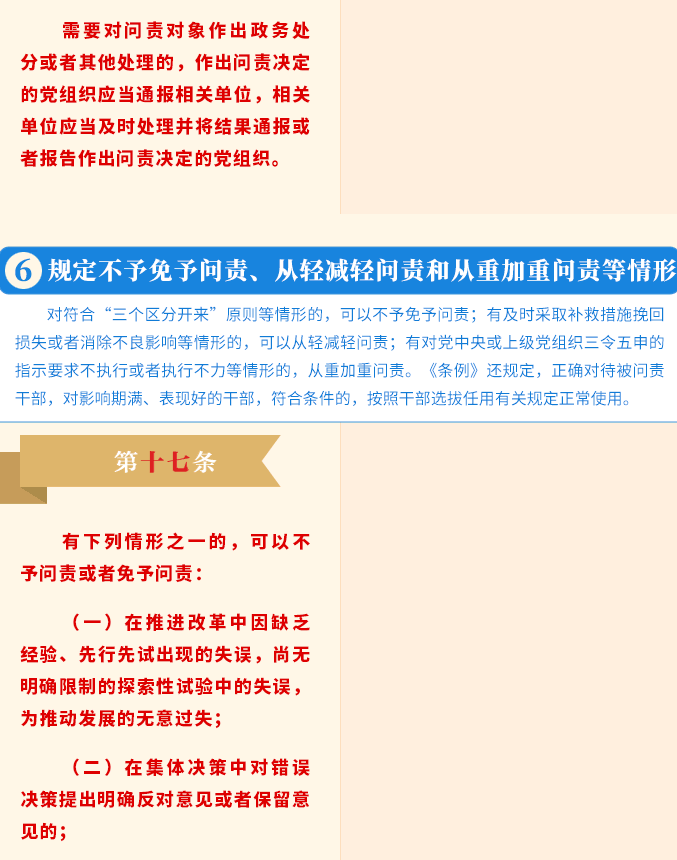 需要对问责对象作出政务处
分或者其他处理的，作出问责决定
的党组织应当通报相关单位，相关
单位应当及时处理并将结果通报或
者报告作出问责决定的党组织。
6 规定不予免予问责、从轻减轻问责和从重加重问责等情形
对符合“三个区分开来”原则等情形的，可以不予免予问责；有及时采取补救措施挽回
损失或者消除不良影响等情形的，可以从轻减轻问责；有对党中央或上级党组织三令五申的
指示要求不执行或者执行不力等情形的，从重加重问责。《条例》还规定，正确对待被问责
干部，对影响期满、表现好的干部，符合条件的，按照干部选拔任用有关规定正常使用。
第十七条
有下列情形之一的，可以不
予问责或者免予问责：
（一）在推进改革中因缺乏
经验、先行先试出现的失误，尚无
明确限制的探索性试验中的失误，
为推动发展的无意过失；
（二）在集体决策中对错误
决策提出明确反对意见或者保留意
见的；